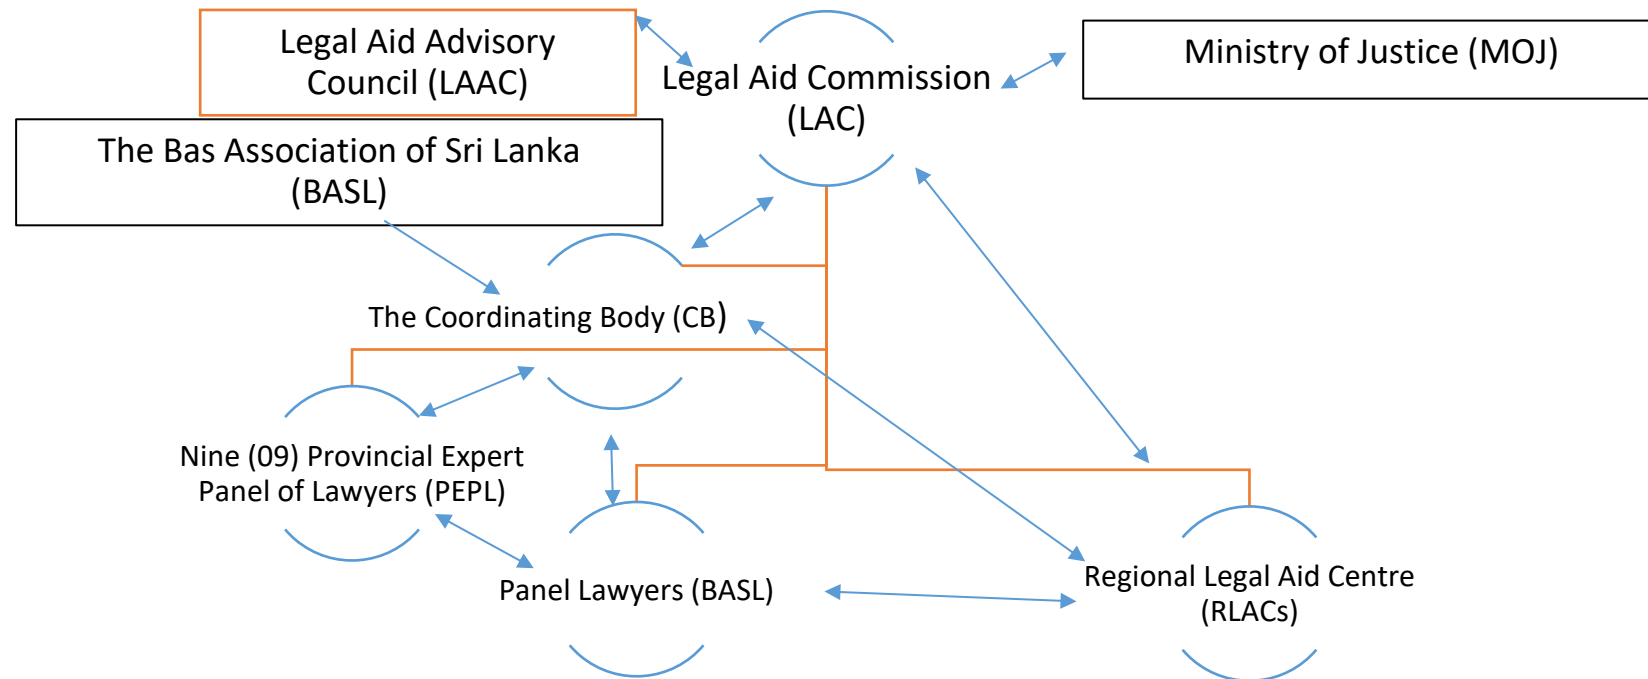 Legal Aid Advisory
Council (LAAC)
Legal Aid Commission
(LAC)
Ministry of Justice (MOJ)
The Bas Association of Sri Lanka
(BASL)
The Coordinating Body (CB)
Nine (09) Provincial Expert
Panel of Lawyers (PEPL)
Panel Lawyers (BASL)
Regional Legal Aid Centre
(RLACs)